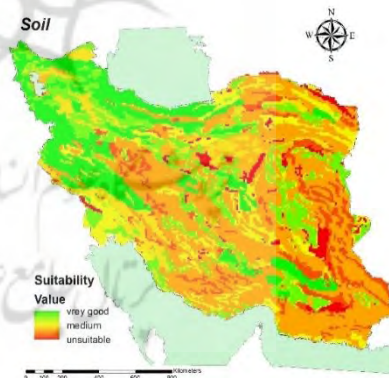 Soil
N
W E
S
Suitability
Value
vrey good
medium
unsuitable
Kilometers